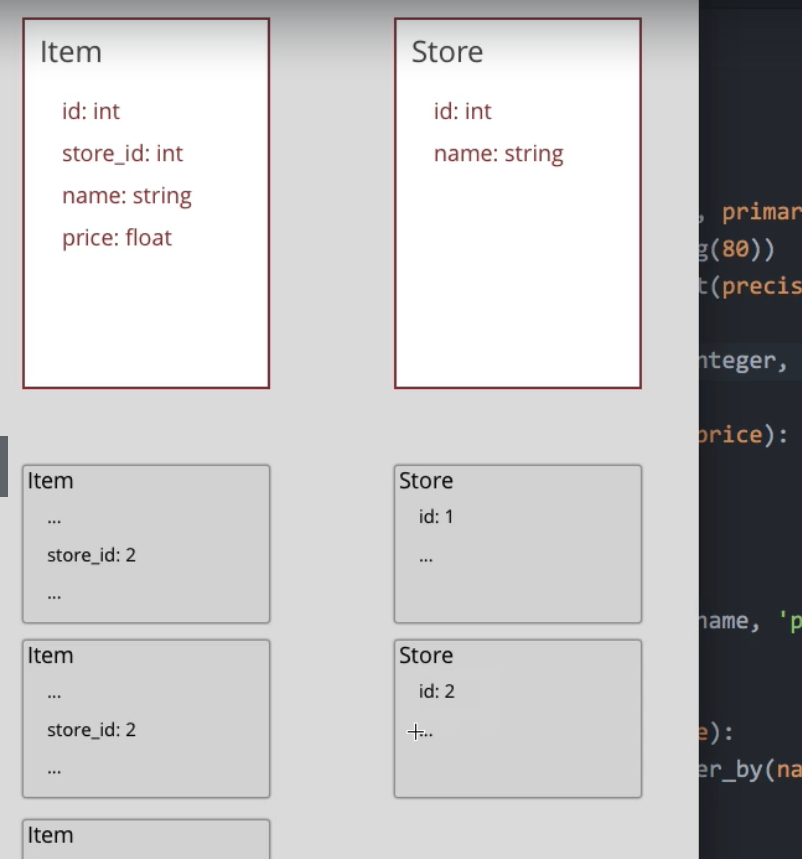 Item
id: int
store_id: int
name: string
price: float
Store
id: int
name: string
Item
...
store_id: 2
...
Store
id: 1
...
Item
...
store_id: 2
...
Store
id: 2
...
Item
, primar
g(80))
t(precis
nteger,
price):
name, 'p
e):
er_by(na